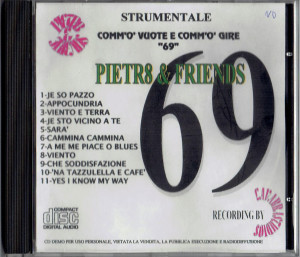 STRUMENTALE
VO
COMM'O' VUOTE E COMM'O' GIRE
"69"
PIETRS & FRIENDS
1-JE SO PAZZO
2-APPOCUNDRIA
3-VIENTO E TERRA
4-JE STO VICINO A TE
5-SARA'
6-CAMMINA CAMMINA
7-A ME ME PIACE O BLUES
8-VIENTO
9-CHE SODDISFAZIONE
10-'NA TAZZULELLA E CAFE'
11-YES I KNOW MY WAY
69
RECORDING BY
COMPACT
disc
DIGITAL AUDIO
CD DEMO PER USO PERSONALE, VIETATA LA VENDITA, LA PUBBLICA ESECUZIONE E RADIODIFFUSIONE